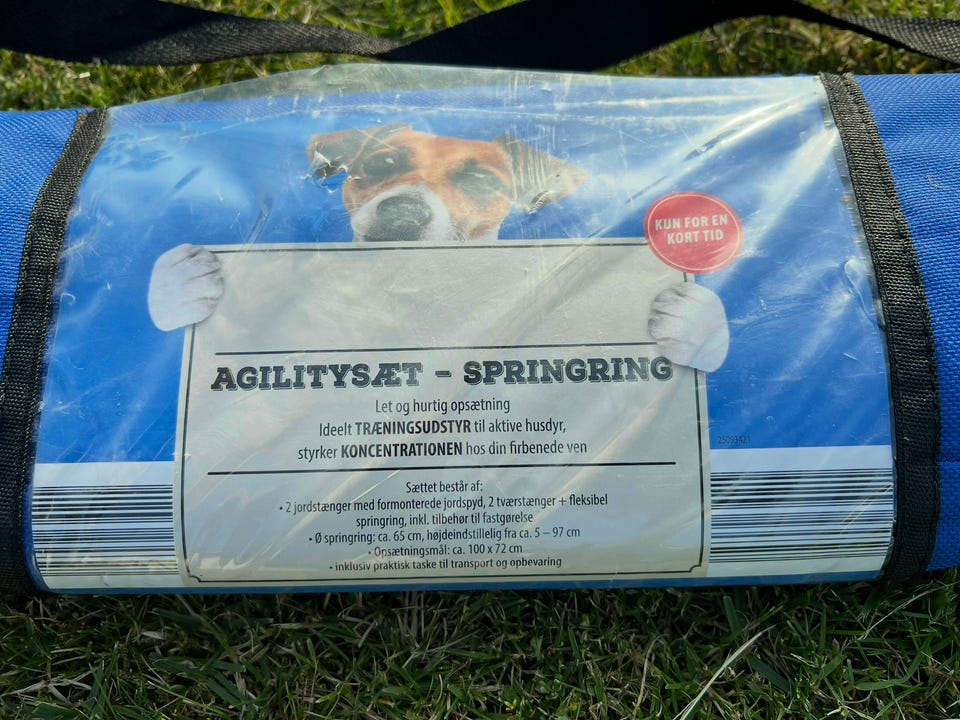 KUN FOR EN
KORT TID
AGILITYSÆT – SPRINGRING
Let og hurtig opsætning
Ideelt TRÆNINGSUDSTYR til aktive husdyr,
styrker KONCENTRATIONEN hos din firbenede ven
25093421
Sættet består af:
• 2 jordstænger med formonterede jordspyd, 2 tværstænger + fleksibel
springring, inkl. tilbehør til fastgørelse
• Ø springring: ca. 65 cm, højdeindstillelig fra ca. 5 – 97 cm
• Opsætningsmål: ca. 100 x 72 cm
• inklusiv praktisk taske til transport og opbevaring